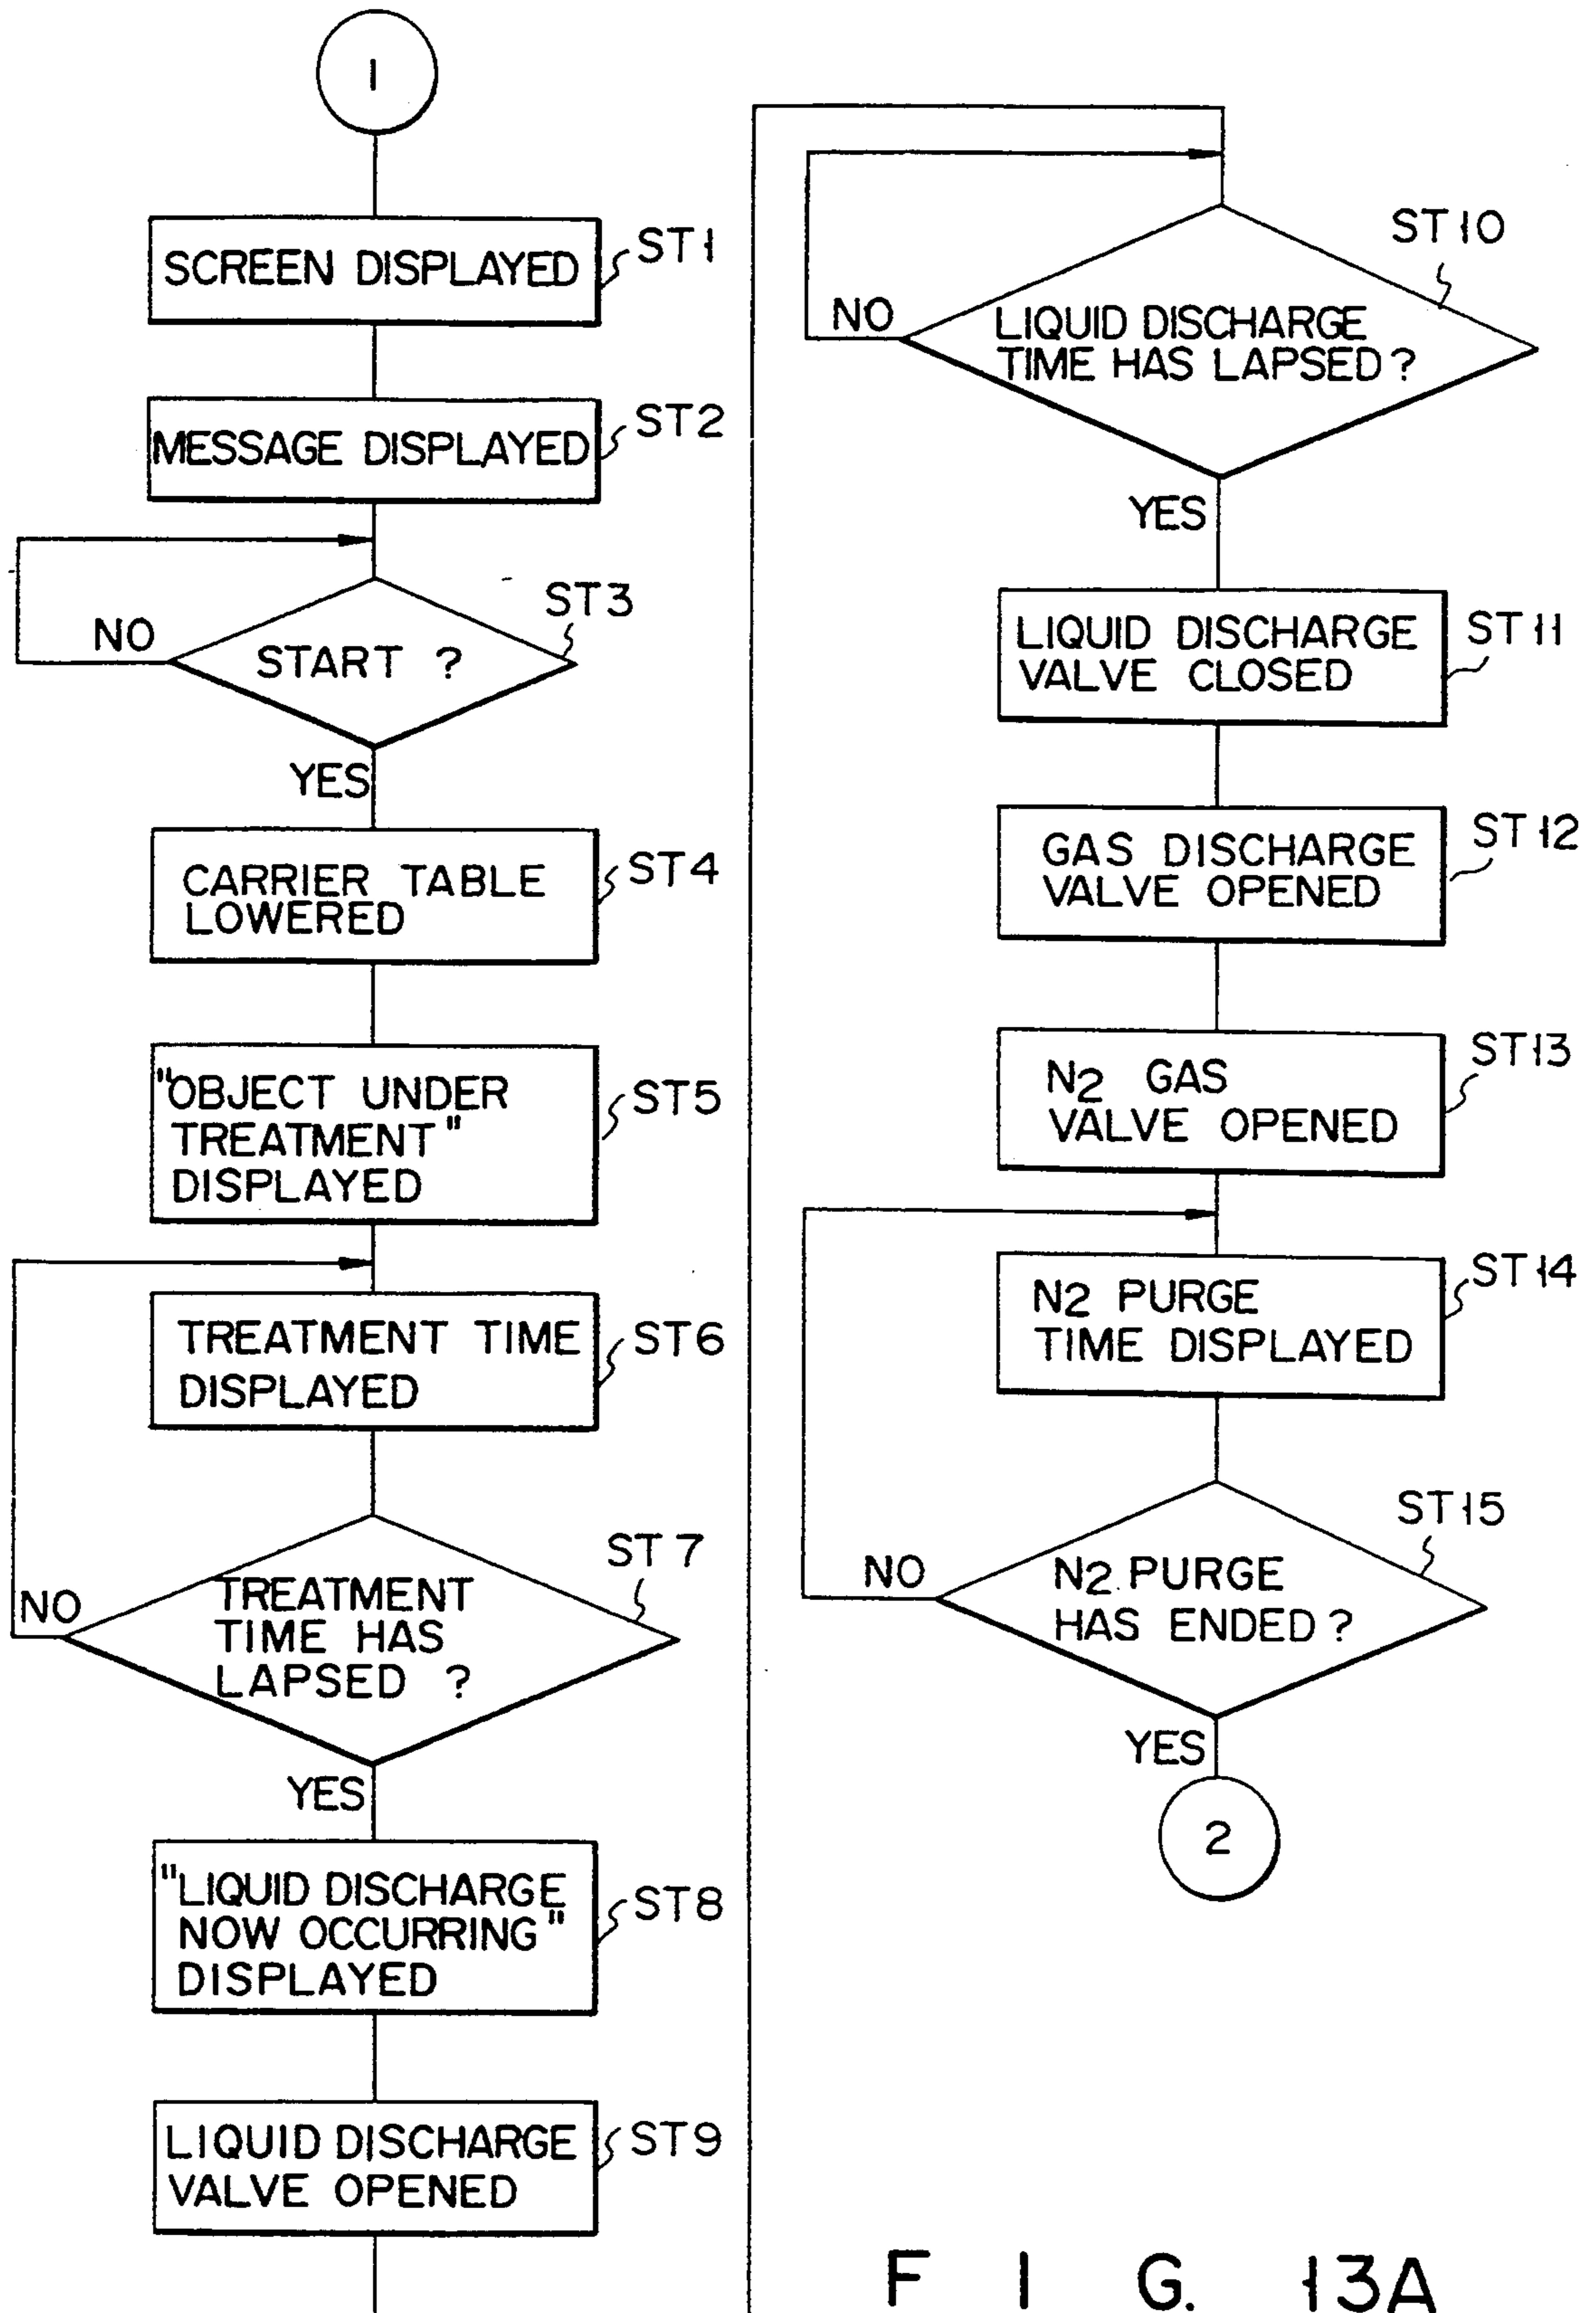 1
SCREEN DISPLAYED
ST1
MESSAGE DISPLAYED
ST2
ST3
NO
START ?
YES
CARRIER TABLE
LOWERED
ST4
"OBJECT UNDER
TREATMENT"
DISPLAYED
ST5
TREATMENT TIME
DISPLAYED
ST6
ST7
NO
TREATMENT
TIME HAS
LAPSED ?
YES
"LIQUID DISCHARGE
NOW OCCURRING"
DISPLAYED
ST8
LIQUID DISCHARGE
VALVE OPENED
ST9
ST10
NO
LIQUID DISCHARGE
TIME HAS LAPSED ?
YES
LIQUID DISCHARGE
VALVE CLOSED
ST11
GAS DISCHARGE
VALVE OPENED
ST12
N2 GAS
VALVE OPENED
ST13
N2 PURGE
TIME DISPLAYED
ST14
ST15
NO
N2 PURGE
HAS ENDED ?
YES
2
FIG. 13A